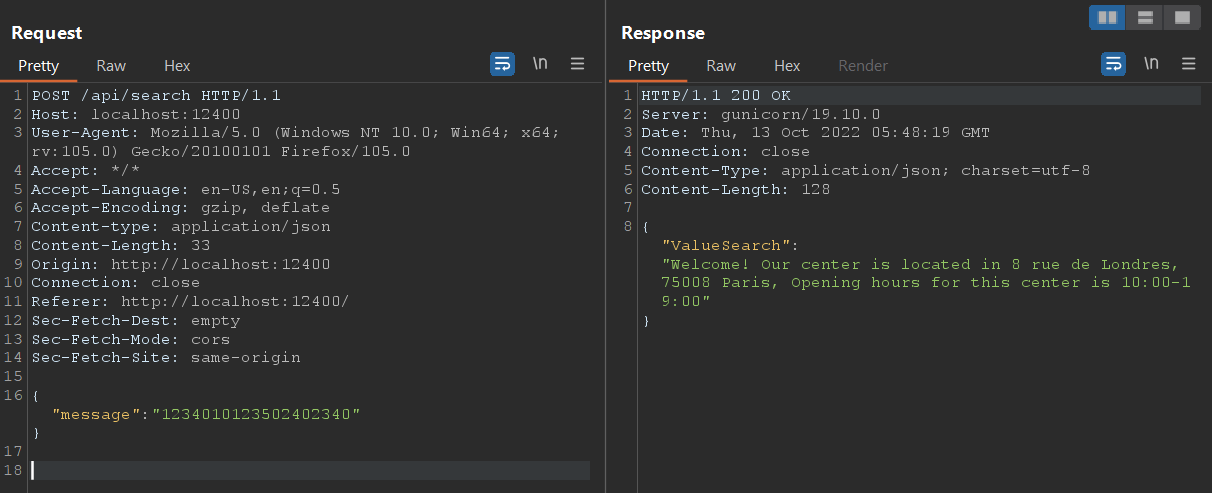 Request
Pretty Raw Hex \n
1 POST /api/search HTTP/1.1
2 Host: localhost:12400
3 User-Agent: Mozilla/5.0 (Windows NT 10.0; Win64; x64;
rv:105.0) Gecko/20100101 Firefox/105.0
4 Accept: */*
5 Accept-Language: en-US,en;q=0.5
6 Accept-Encoding: gzip, deflate
7 Content-type: application/json
8 Content-Length: 33
9 Origin: http://localhost:12400
10 Connection: close
11 Referer: http://localhost:12400/
12 Sec-Fetch-Dest: empty
13 Sec-Fetch-Mode: cors
14 Sec-Fetch-Site: same-origin
15
16 {
"message":"1234010123502402340"
}
17
18
Response
Pretty Raw Hex Render \n
1 HTTP/1.1 200 OK
2 Server: gunicorn/19.10.0
3 Date: Thu, 13 Oct 2022 05:48:19 GMT
4 Connection: close
5 Content-Type: application/json; charset=utf-8
6 Content-Length: 128
7
8 {
"ValueSearch":
"Welcome! Our center is located in 8 rue de Londres,
75008 Paris, Opening hours for this center is 10:00-1
9:00"
}